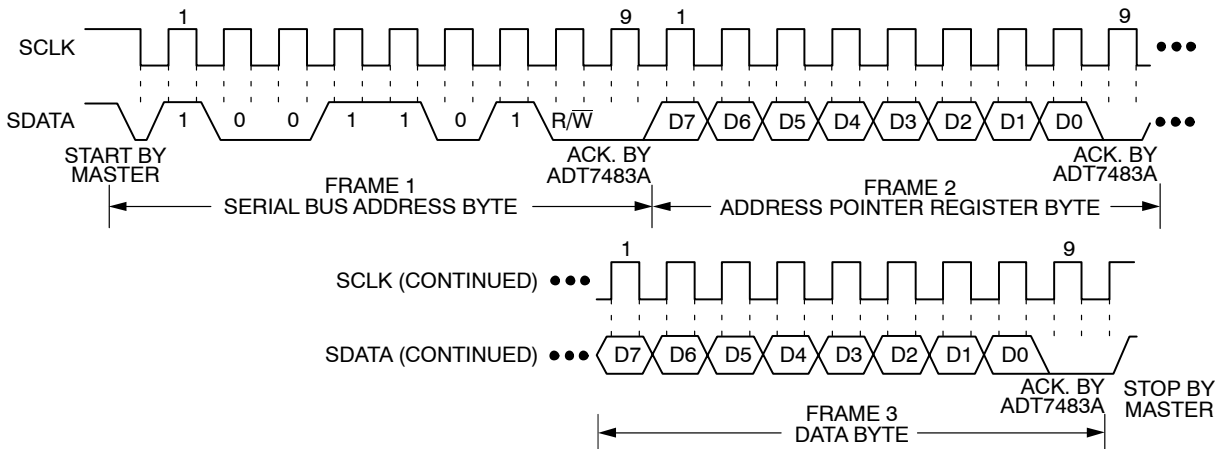 1 9 1 9
SCLK
SDATA 1 0 0 1 1 0 1 R/W̅ D7 D6 D5 D4 D3 D2 D1 D0
START BY MASTER
ACK. BY ADT7483A
ACK. BY ADT7483A
FRAME 1
SERIAL BUS ADDRESS BYTE
FRAME 2
ADDRESS POINTER REGISTER BYTE
1 9
SCLK (CONTINUED)
SDATA (CONTINUED) D7 D6 D5 D4 D3 D2 D1 D0
ACK. BY ADT7483A
STOP BY MASTER
FRAME 3
DATA BYTE